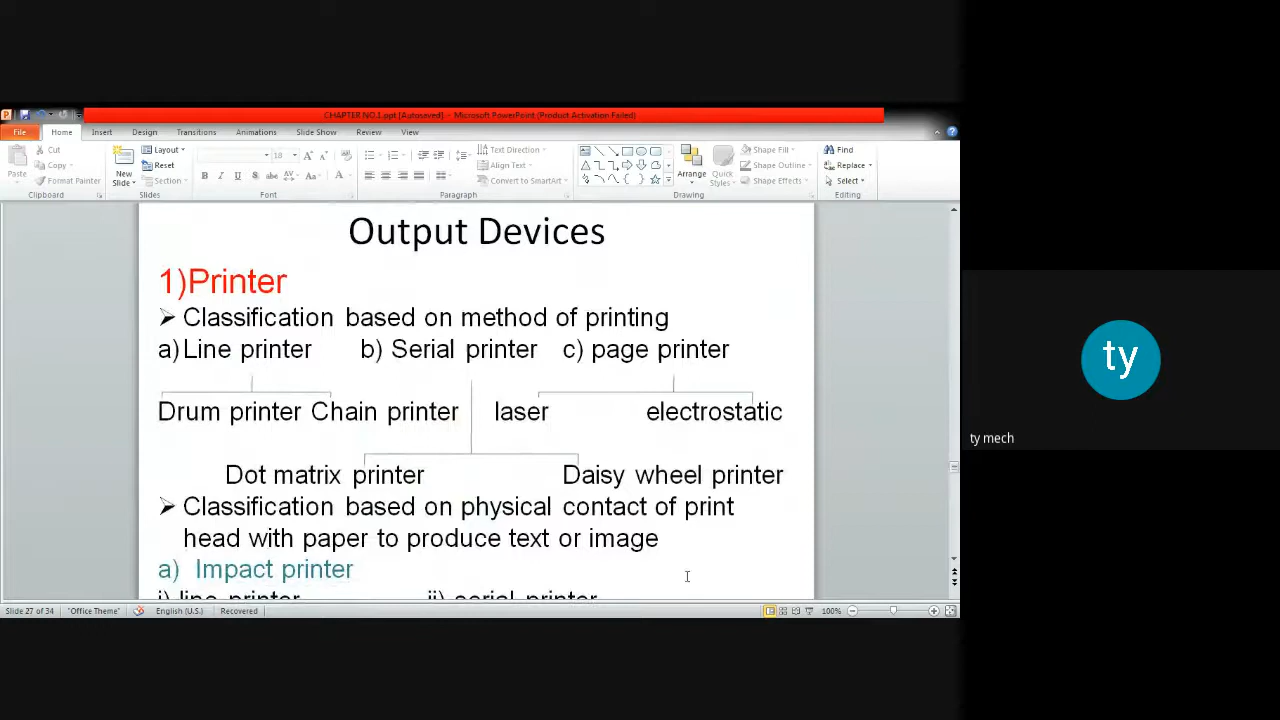 CHAPTER NO.1.ppt [Autosaved] - Microsoft PowerPoint (Product Activation Failed)
File Home Insert Design Transitions Animations Slide Show Review View
Cut
Copy
Format Painter
Paste
Clipboard
New Slide
Layout
Reset
Section
Slides
18
Font
Text Direction
Align Text
Convert to SmartArt
Paragraph
Arrange
Quick Styles
Shape Fill
Shape Outline
Shape Effects
Drawing
Find
Replace
Select
Editing
Output Devices
1)Printer
➢ Classification based on method of printing
a)Line printer b) Serial printer c) page printer
Drum printer Chain printer laser electrostatic
Dot matrix printer Daisy wheel printer
➢ Classification based on physical contact of print
head with paper to produce text or image
a) Impact printer
i) line printer ii) serial printer
Slide 27 of 34 "Office Theme" English (U.S.) Recovered 100%
ty
ty mech